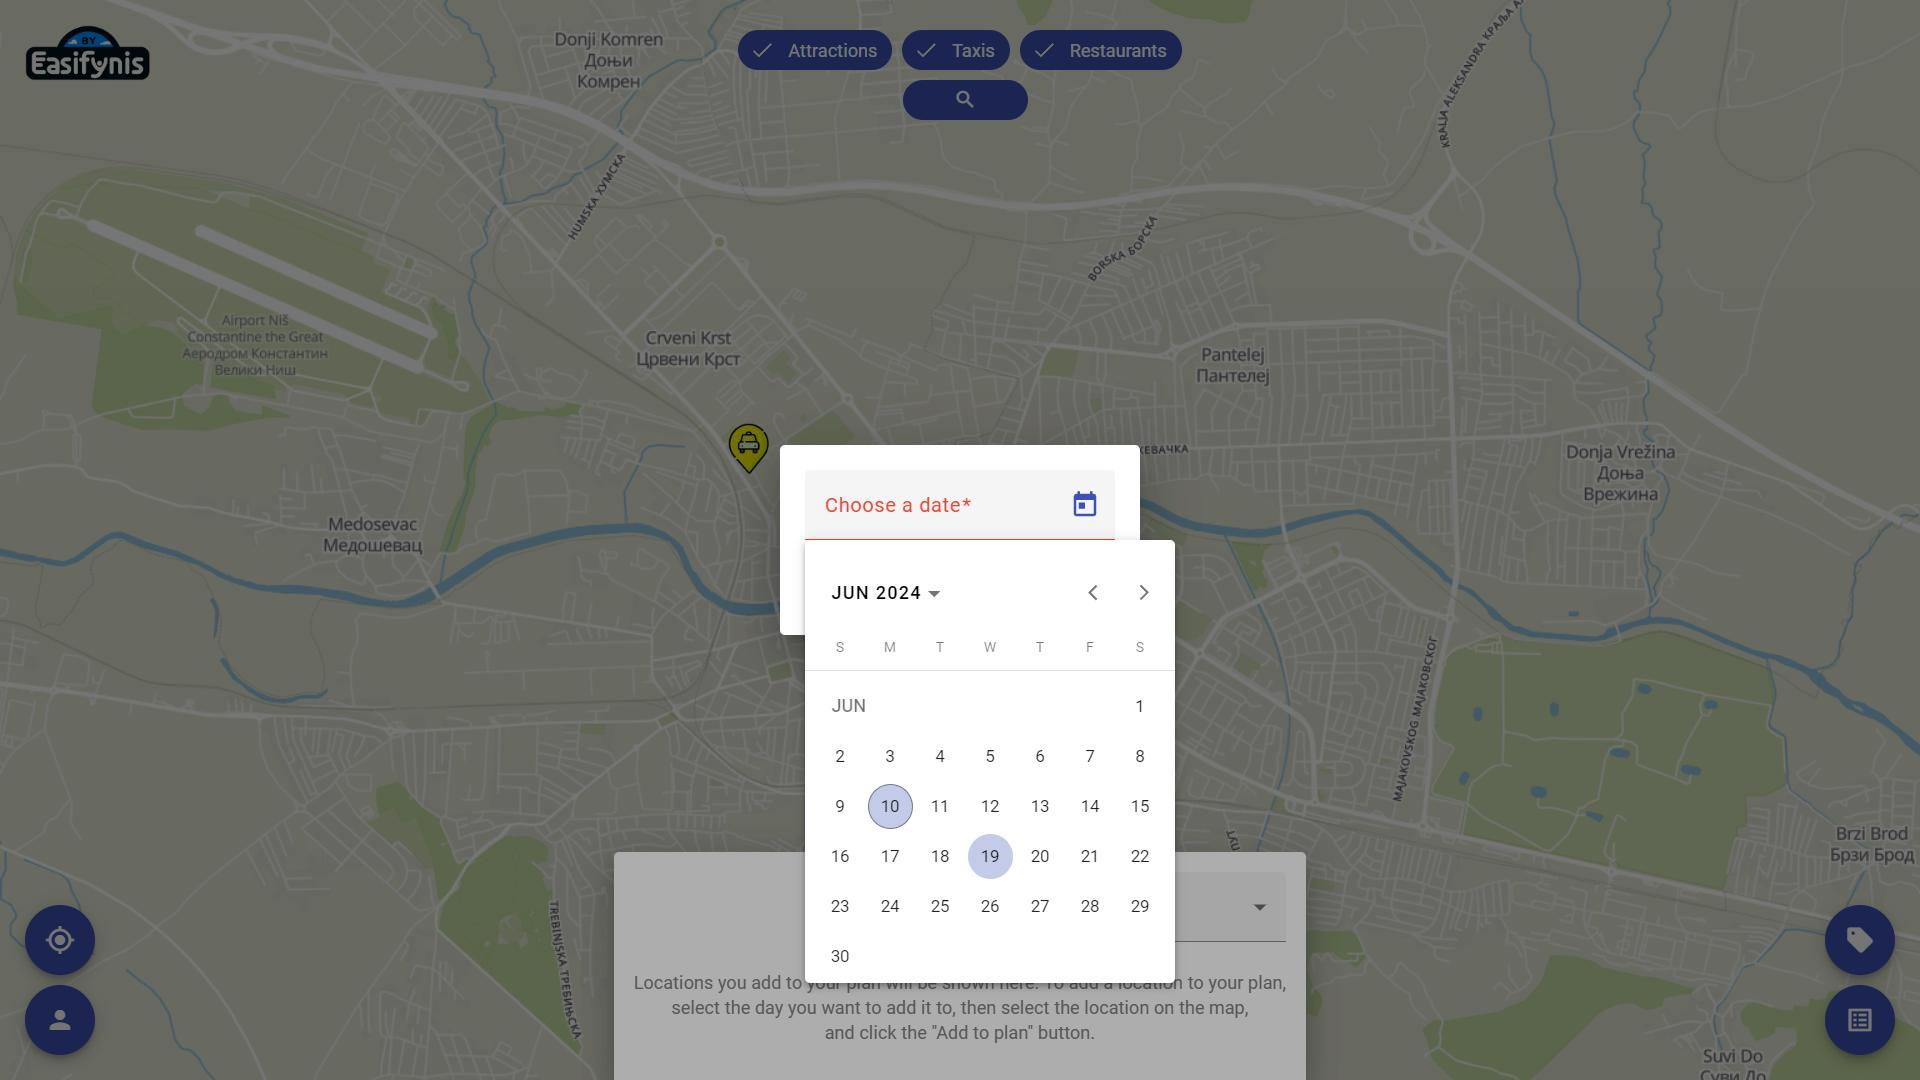 BY
Easifynis
Attractions
Taxis
Restaurants
Donji Komren
Доњи
Комрен
KRALJA ALEKSANDRA КРАЉА
HUMSKA ХУМСКА
BORSKA БОРСКА
Airport Niš
Constantine the Great
Аеродром Константин
Велики Ниш
Crveni Krst
Црвени Крст
Pantelej
Пантелеј
Donja Vrežina
Доња
Врежина
Medosevac
Медошевац
Choose a date*
JUN 2024
S M T W T F S
JUN 1
2 3 4 5 6 7 8
9 10 11 12 13 14 15
16 17 18 19 20 21 22
23 24 25 26 27 28 29
30
MAJAKOVSKOG МАЈАКОВСКОГ
Brzi Brod
Брзи Брод
TREBINJSKA ТРЕБИЊСКА
Locations you add to your plan will be shown here. To add a location to your plan,
select the day you want to add it to, then select the location on the map,
and click the "Add to plan" button.
Suvi Do
Суви До